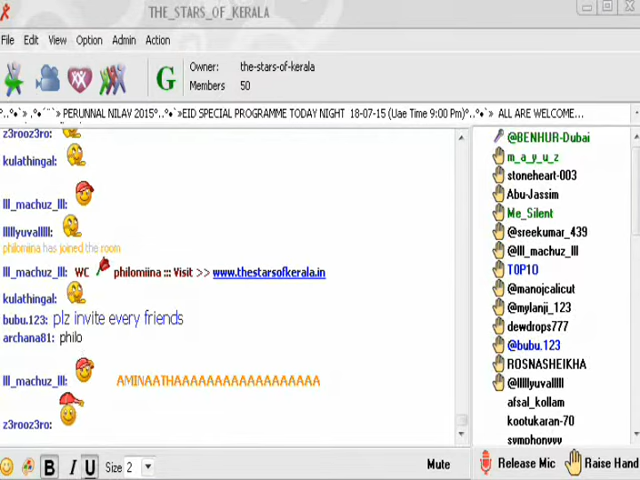 THE_STARS_OF_KERALA
File Edit View Option Admin Action
G
Owner: the-stars-of-kerala
Members 50
PERUNNAL NILAV 2015°..°•`»EID SPECIAL PROGRAMME TODAY NIGHT 18-07-15 (Uae Time 9:00 Pm)°..°•`» ALL ARE WELCOME...
z3rooz3ro:
kulathingal:
lll_machuz_lll:
lllllyuvalllll:
philomiina has joined the room
lll_machuz_lll: WC philomiina ::: Visit >> www.thestarsofkerala.in
kulathingal:
bubu.123: plz invite every friends
archana81: philo
lll_machuz_lll: AMINAATHAAAAAAAAAAAAAAAAAA
z3rooz3ro:
@BENHUR-Dubai
m_a_y_u_z
stoneheart-003
Abu-Jassim
Me_Silent
@sreekumar_439
@lll_machuz_lll
T0P1O
@manojcalicut
@mylanji_123
dewdrops777
@bubu.123
ROSNASHEIKHA
@lllllyuvalllll
afsal_kollam
kootukaran-70
symphonyyy
B I U Size 2 Mute Release Mic Raise Hand